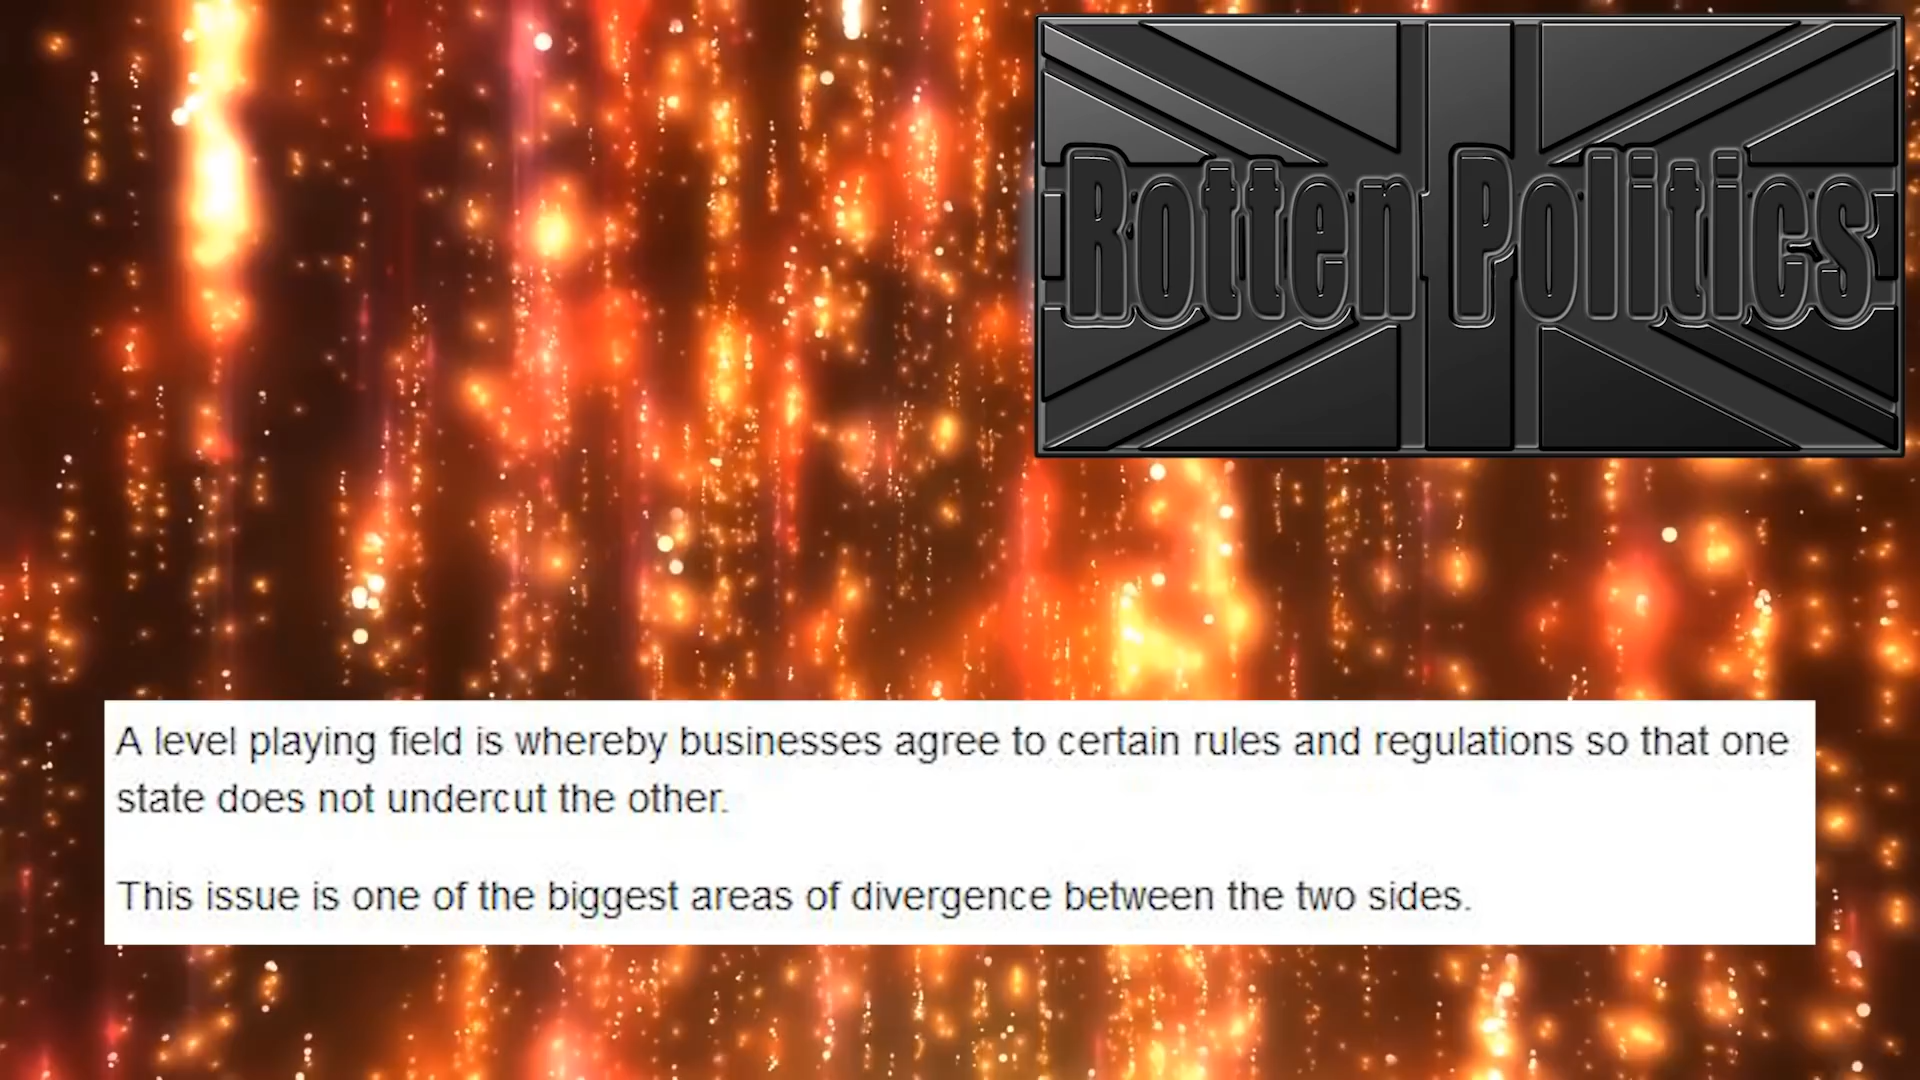 Rotten Politics
A level playing field is whereby businesses agree to certain rules and regulations so that one
state does not undercut the other.
This issue is one of the biggest areas of divergence between the two sides.